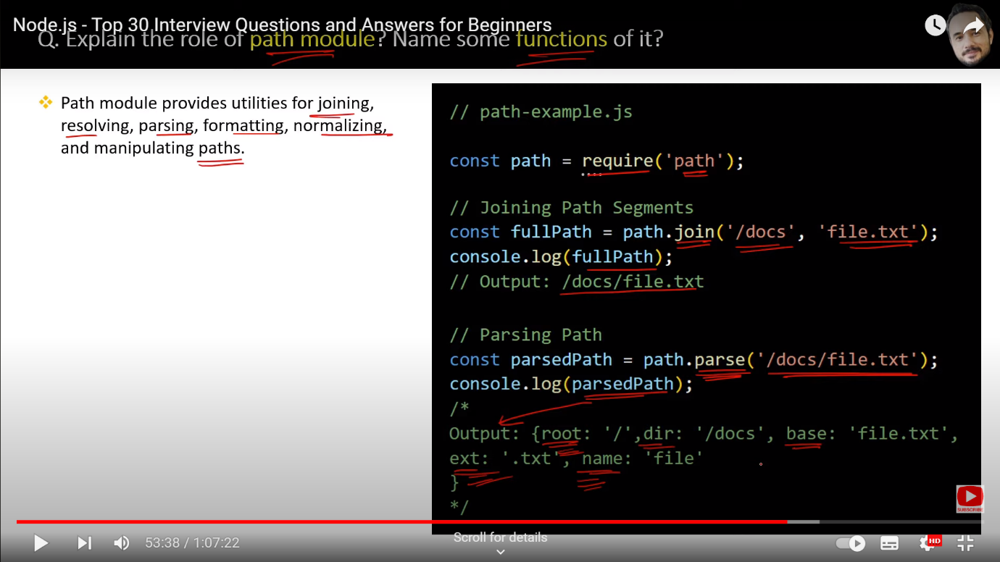 Node.js - Top 30 Interview Questions and Answers for Beginners
Q. Explain the role of path module? Name some functions of it?
Path module provides utilities for joining,
resolving, parsing, formatting, normalizing,
and manipulating paths.
// path-example.js
const path = require('path');
// Joining Path Segments
const fullPath = path.join('/docs', 'file.txt');
console.log(fullPath);
// Output: /docs/file.txt
// Parsing Path
const parsedPath = path.parse('/docs/file.txt');
console.log(parsedPath);
/*
Output: {root: '/',dir: '/docs', base: 'file.txt',
ext: '.txt', name: 'file'
}
*/
SUBSCRIBE
53:38 / 1:07:22
Scroll for details
HD